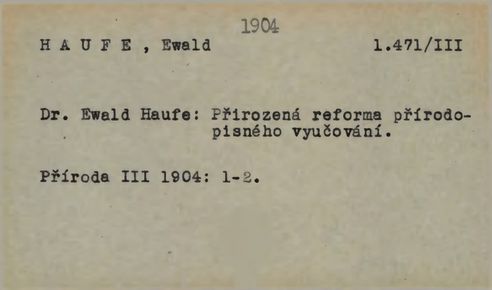 1904
H A U F E , Ewald 1.471/III
Dr. Ewald Haufe: Přirozená reforma přírodo-
pisného vyučování.
Příroda III 1904: 1-2.